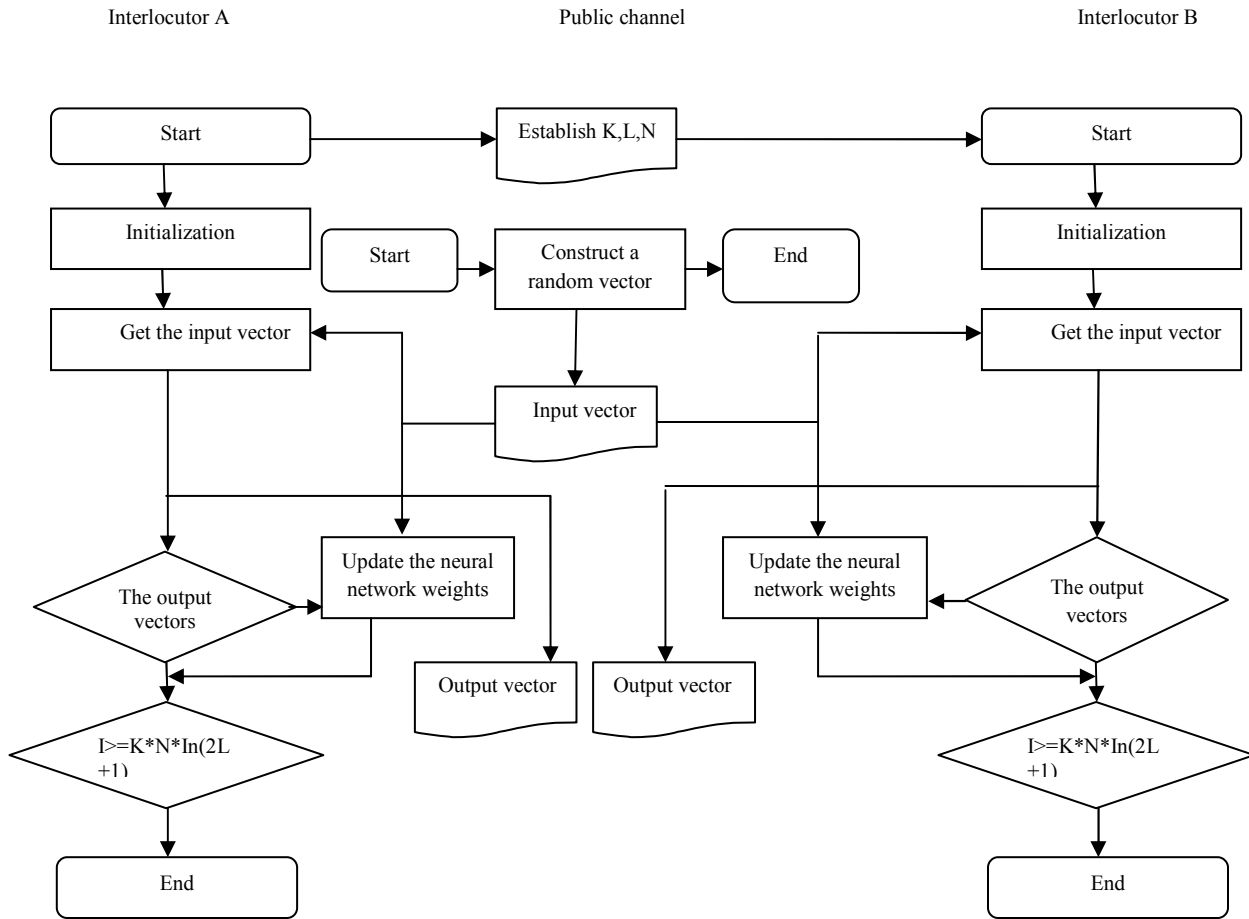 Interlocutor A
Public channel
Interlocutor B
Start
Establish K,L,N
Start
Initialization
Start
Construct a
random vector
End
Initialization
Get the input vector
Get the input vector
Input vector
Update the neural
network weights
Update the neural
network weights
The output
vectors
The output
vectors
Output vector
Output vector
I>=K*N*In(2L
+1)
I>=K*N*In(2L
+1)
End
End